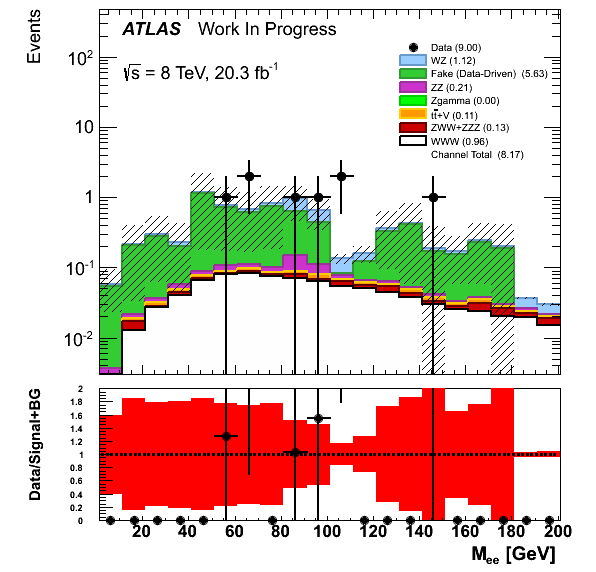 Events
ATLAS Work In Progress
√s = 8 TeV, 20.3 fb⁻¹
Data (9.00)
WZ (1.12)
Fake (Data-Driven) (5.63)
ZZ (0.21)
Zgamma (0.00)
tt̄+V (0.11)
ZWW+ZZZ (0.13)
WWW (0.96)
Channel Total (8.17)
10²
10
1
10⁻¹
10⁻²
Data/Signal+BG
2
1.8
1.6
1.4
1.2
1
0.8
0.6
0.4
0.2
0
20 40 60 80 100 120 140 160 180 200
M_ee [GeV]